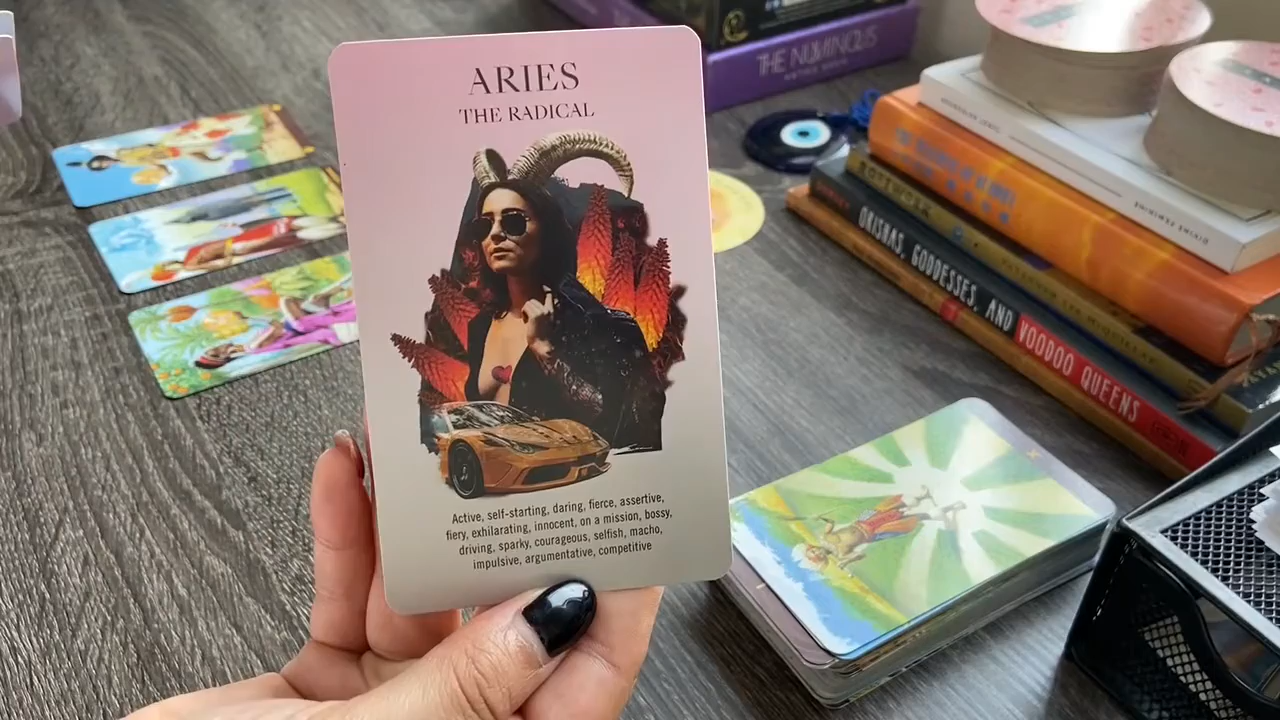 ARIES
THE RADICAL
Active, self-starting, daring, fierce, assertive,
fiery, exhilarating, innocent, on a mission, bossy,
driving, sparky, courageous, selfish, macho,
impulsive, argumentative, competitive
THE NUMINOUS
ORISHAS, GODDESSES, AND VOODOO QUEENS